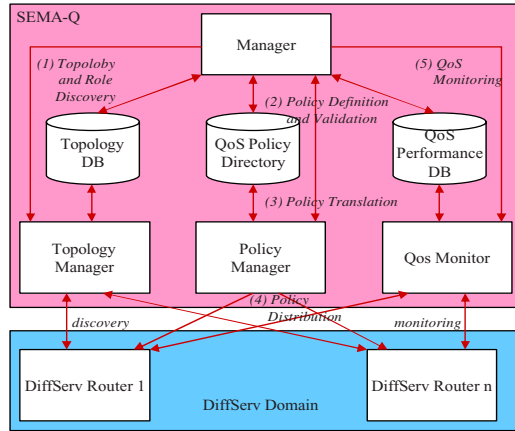 SEMA-Q
Manager
(1) Topoloby
and Role
Discovery
(5) QoS
Monitoring
(2) Policy Definition
and Validation
Topology
DB
QoS Policy
Directory
QoS
Performance
DB
(3) Policy Translation
Topology
Manager
Policy
Manager
Qos Monitor
(4) Policy
Distribution
discovery
monitoring
DiffServ Router 1
DiffServ Router n
DiffServ Domain